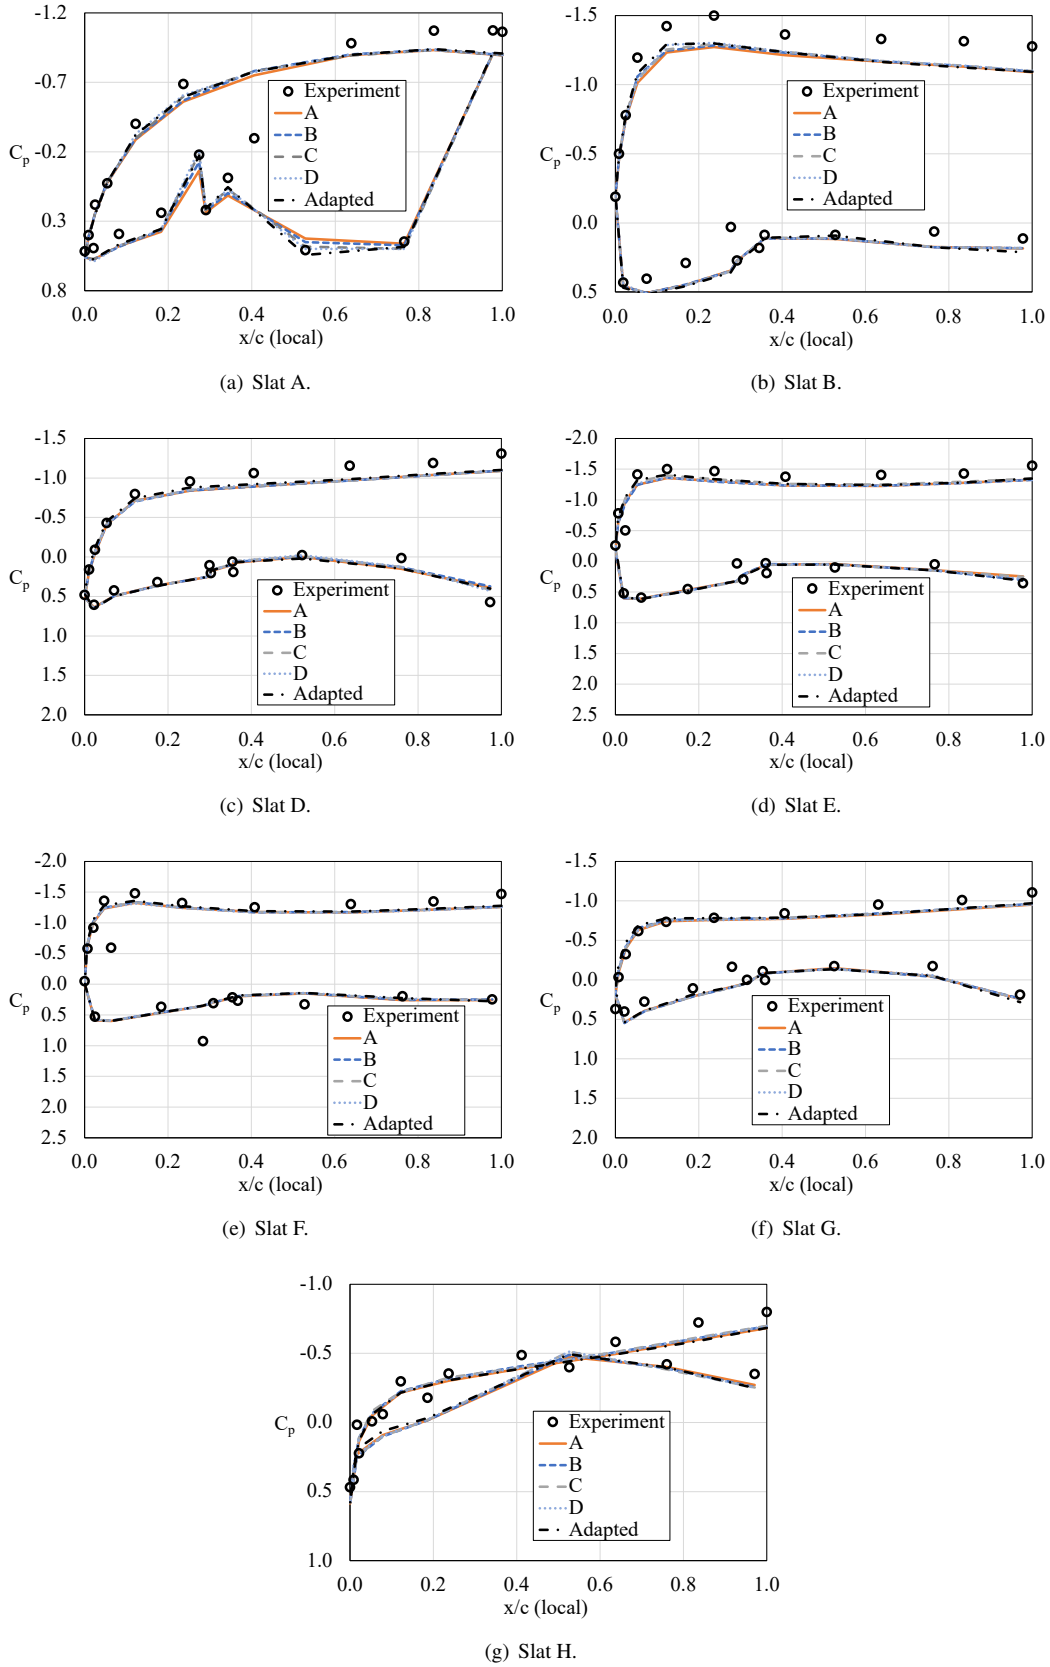 -1.2
-0.7
-0.2
0.3
0.8
Cp
0.0 0.2 0.4 0.6 0.8 1.0
x/c (local)
Experiment
A
B
C
D
Adapted
(a) Slat A.
-1.5
-1.0
-0.5
0.0
0.5
Cp
0.0 0.2 0.4 0.6 0.8 1.0
x/c (local)
Experiment
A
B
C
D
Adapted
(b) Slat B.
-1.5
-1.0
-0.5
0.0
0.5
1.0
1.5
2.0
Cp
0.0 0.2 0.4 0.6 0.8 1.0
x/c (local)
Experiment
A
B
C
D
Adapted
(c) Slat D.
-2.0
-1.5
-1.0
-0.5
0.0
0.5
1.0
1.5
2.0
2.5
Cp
0.0 0.2 0.4 0.6 0.8 1.0
x/c (local)
Experiment
A
B
C
D
Adapted
(d) Slat E.
-2.0
-1.5
-1.0
-0.5
0.0
0.5
1.0
1.5
2.0
2.5
Cp
0.0 0.2 0.4 0.6 0.8 1.0
x/c (local)
Experiment
A
B
C
D
Adapted
(e) Slat F.
-1.5
-1.0
-0.5
0.0
0.5
1.0
1.5
2.0
Cp
0.0 0.2 0.4 0.6 0.8 1.0
x/c (local)
Experiment
A
B
C
D
Adapted
(f) Slat G.
-1.0
-0.5
0.0
0.5
1.0
Cp
0.0 0.2 0.4 0.6 0.8 1.0
x/c (local)
Experiment
A
B
C
D
Adapted
(g) Slat H.